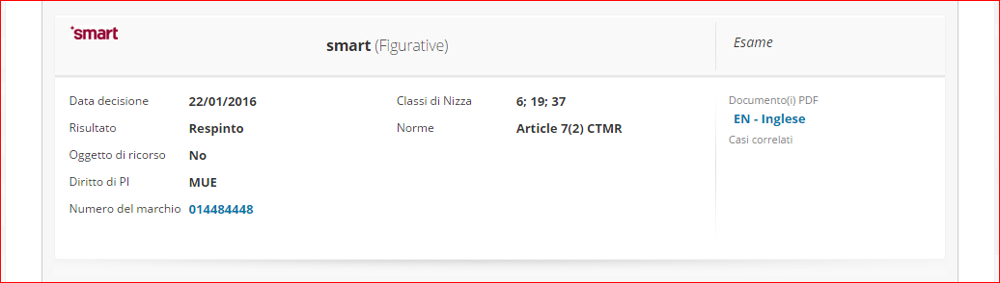 smart
smart (Figurative)
Esame
Data decisione 22/01/2016
Classi di Nizza 6; 19; 37
Documento(i) PDF
Risultato Respinto
Norme Article 7(2) CTMR
EN - Inglese
Casi correlati
Oggetto di ricorso No
Diritto di PI MUE
Numero del marchio 014484448